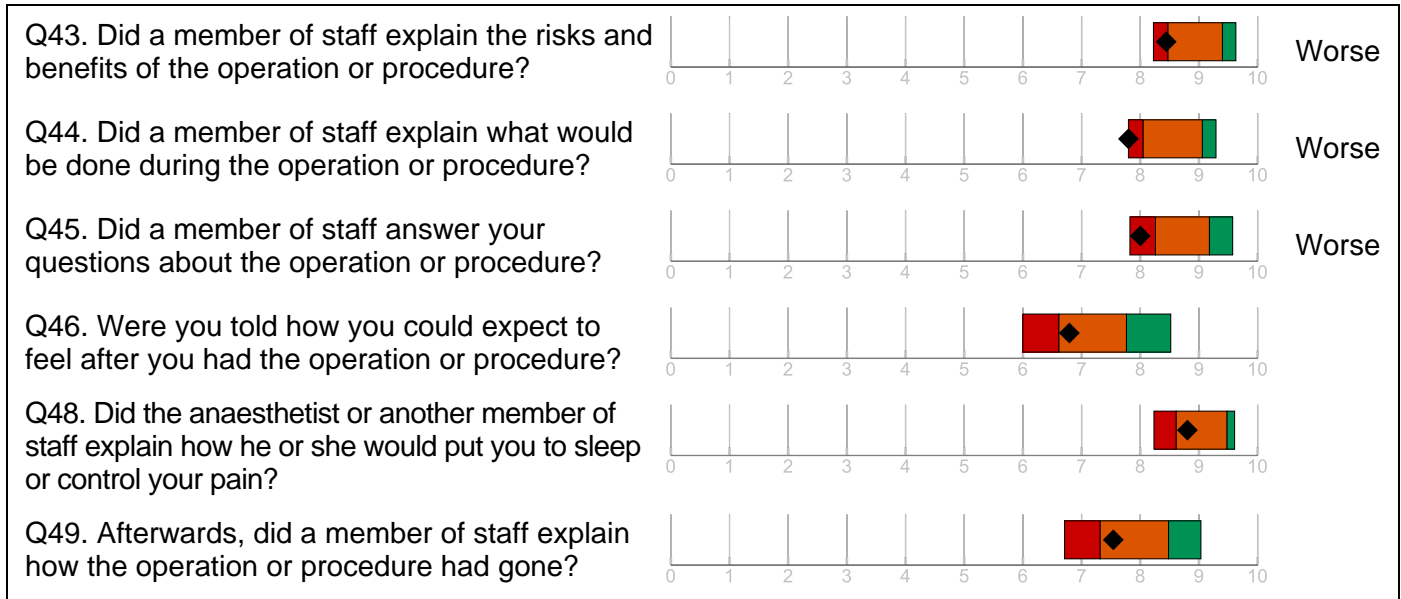 Q43. Did a member of staff explain the risks and
benefits of the operation or procedure?
0 1 2 3 4 5 6 7 8 9 10
Worse
Q44. Did a member of staff explain what would
be done during the operation or procedure?
0 1 2 3 4 5 6 7 8 9 10
Worse
Q45. Did a member of staff answer your
questions about the operation or procedure?
0 1 2 3 4 5 6 7 8 9 10
Worse
Q46. Were you told how you could expect to
feel after you had the operation or procedure?
0 1 2 3 4 5 6 7 8 9 10
Q48. Did the anaesthetist or another member of
staff explain how he or she would put you to sleep
or control your pain?
0 1 2 3 4 5 6 7 8 9 10
Q49. Afterwards, did a member of staff explain
how the operation or procedure had gone?
0 1 2 3 4 5 6 7 8 9 10